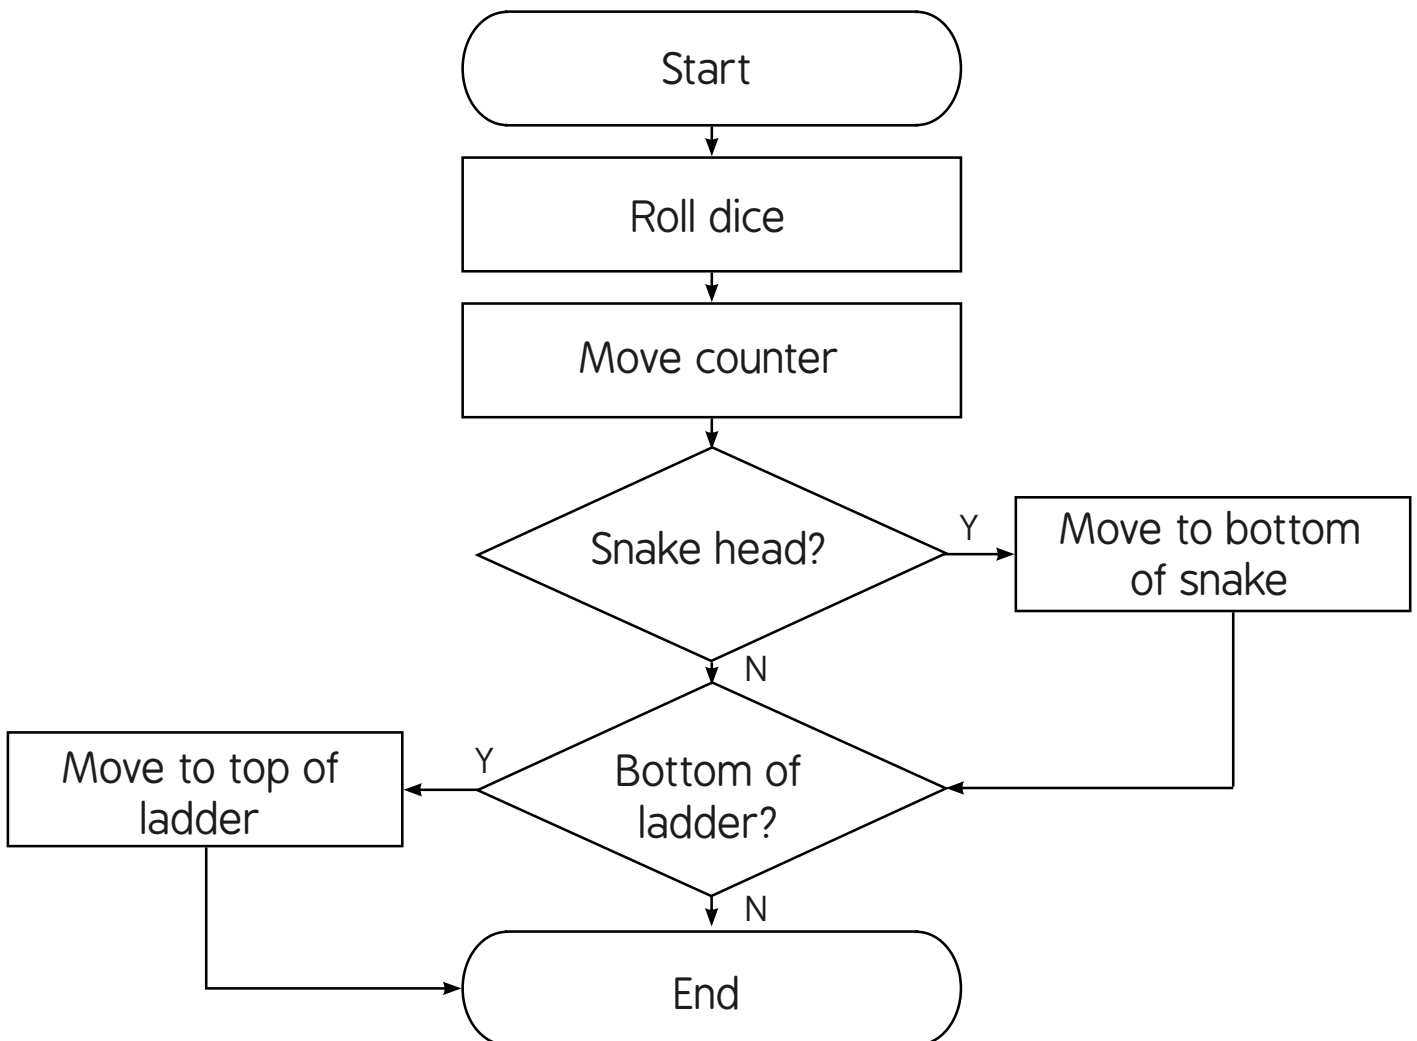 Start
Roll dice
Move counter
Snake head?
Y
Move to bottom
of snake
N
Bottom of
ladder?
Y
Move to top of
ladder
N
End